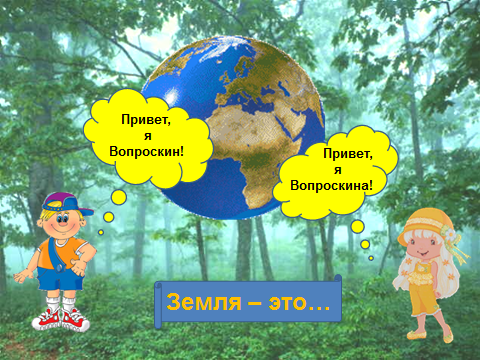 Привет,
я
Вопроскин!
Привет,
я
Вопроскина!
Земля – это…